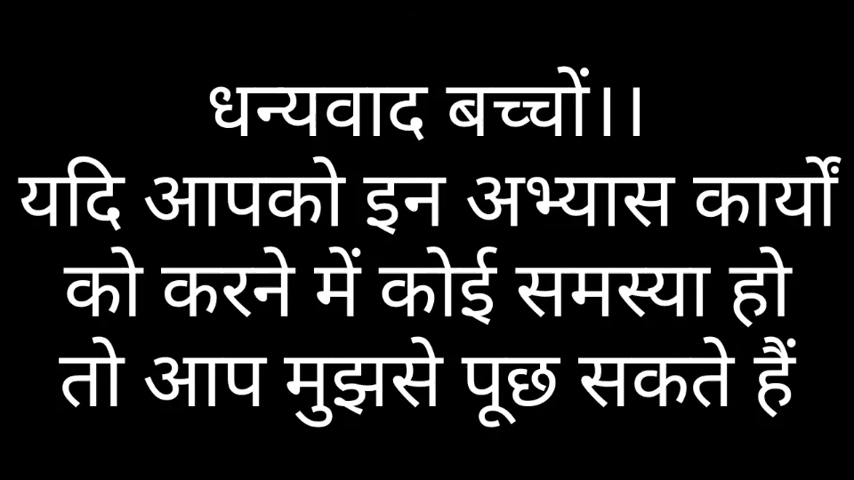 धन्यवाद बच्चों।।
यदि आपको इन अभ्यास कार्यों
को करने में कोई समस्या हो
तो आप मुझसे पूछ सकते हैं